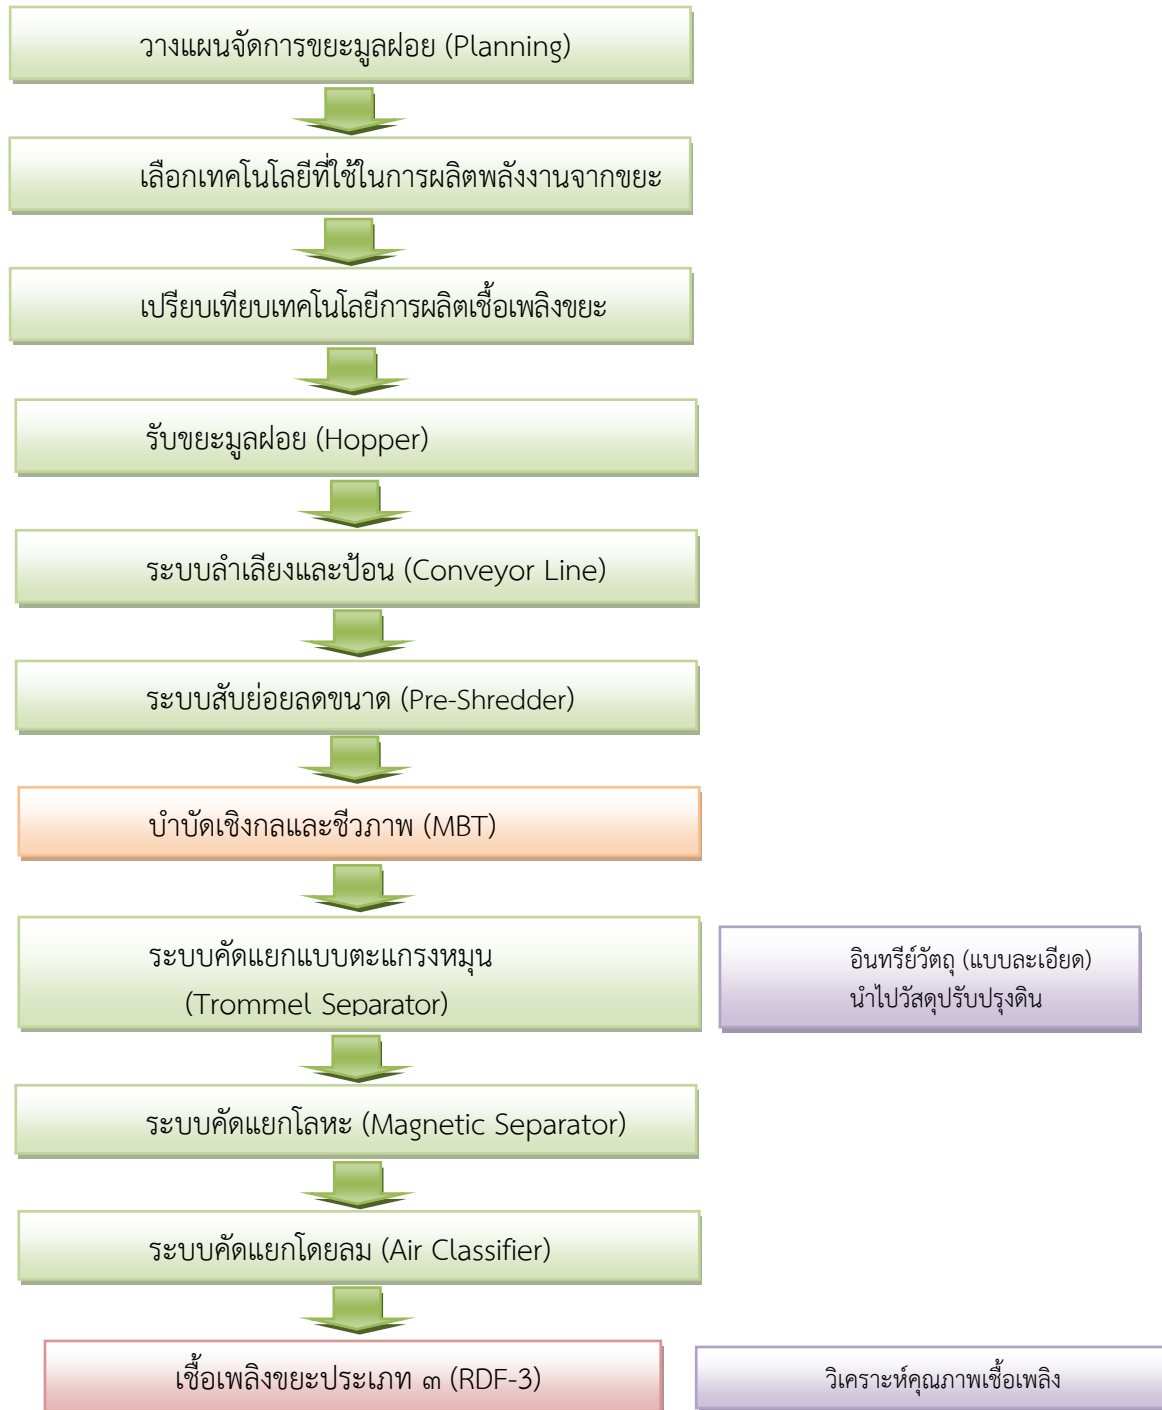 วางแผนจัดการขยะมูลฝอย (Planning)
เลือกเทคโนโลยีที่ใช้ในการผลิตพลังงานจากขยะ
เปรียบเทียบเทคโนโลยีการผลิตเชื้อเพลิงขยะ
รับขยะมูลฝอย (Hopper)
ระบบลำเลียงและป้อน (Conveyor Line)
ระบบสับย่อยลดขนาด (Pre-Shredder)
บำบัดเชิงกลและชีวภาพ (MBT)
ระบบคัดแยกแบบตะแกรงหมุน
(Trommel Separator)
อินทรีย์วัตถุ (แบบละเอียด)
นำไปวัสดุปรับปรุงดิน
ระบบคัดแยกโลหะ (Magnetic Separator)
ระบบคัดแยกโดยลม (Air Classifier)
เชื้อเพลิงขยะประเภท ๓ (RDF-3)
วิเคราะห์คุณภาพเชื้อเพลิง